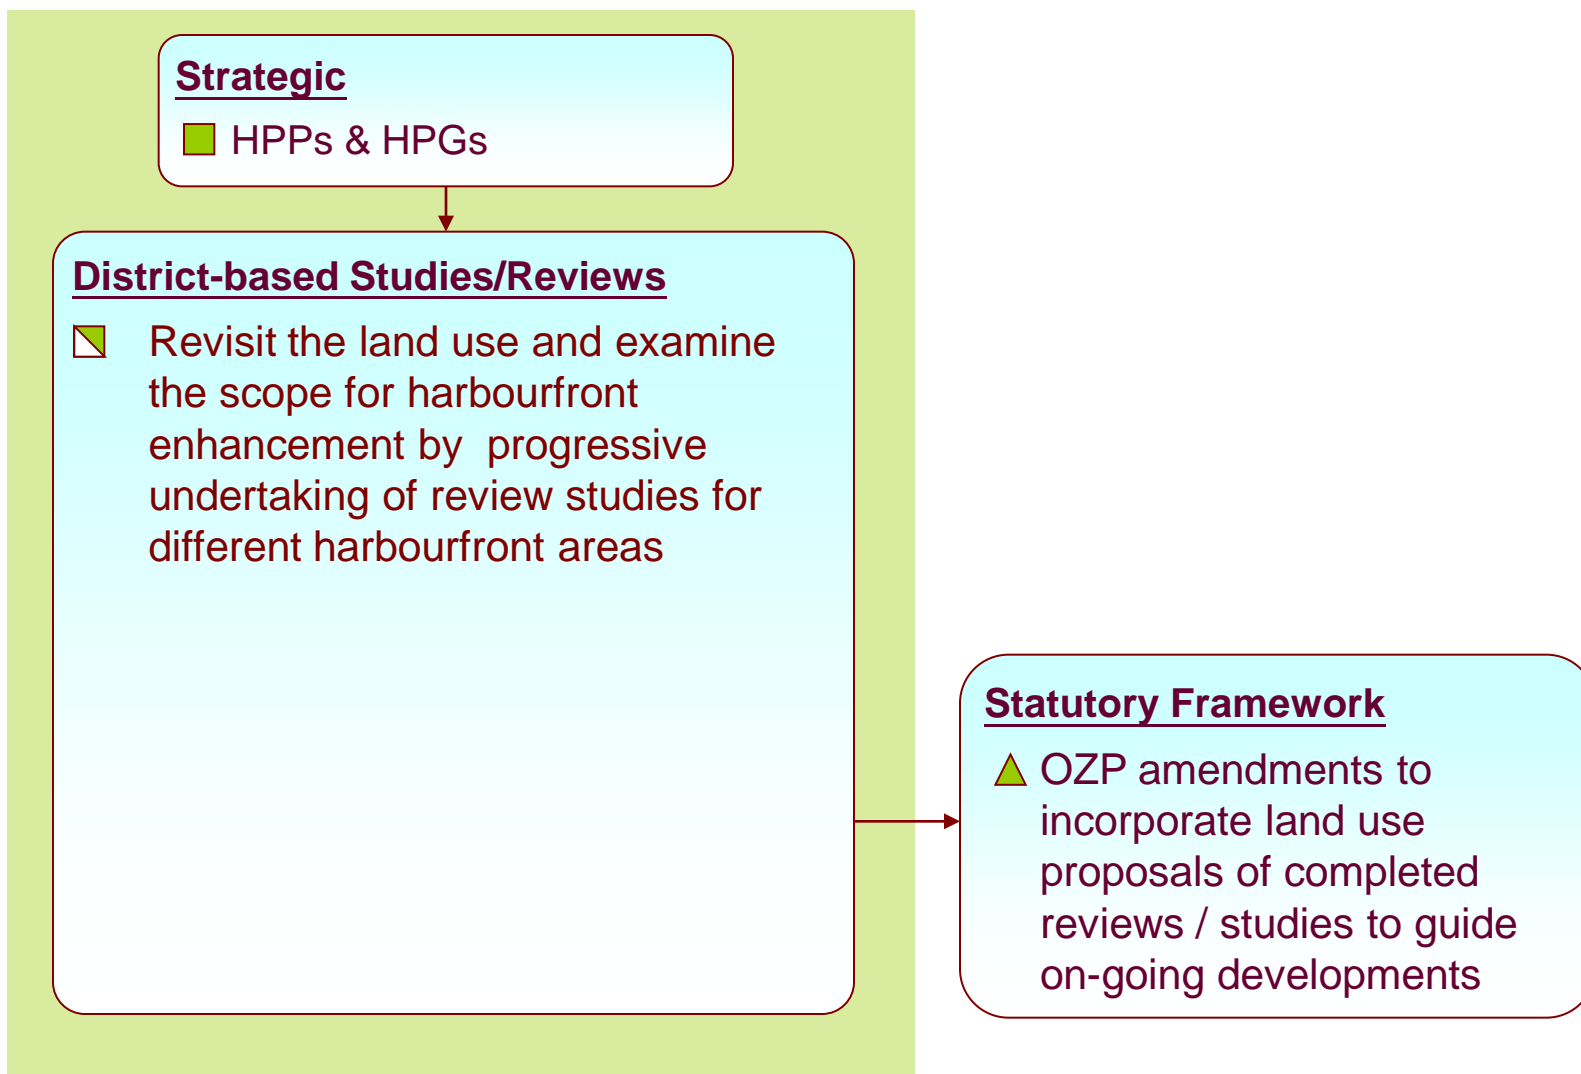 Strategic
HPPs & HPGs
District-based Studies/Reviews
Revisit the land use and examine
the scope for harbourfront
enhancement by  progressive
undertaking of review studies for
different harbourfront areas
Statutory Framework
OZP amendments to
incorporate land use
proposals of completed
reviews / studies to guide
on-going developments